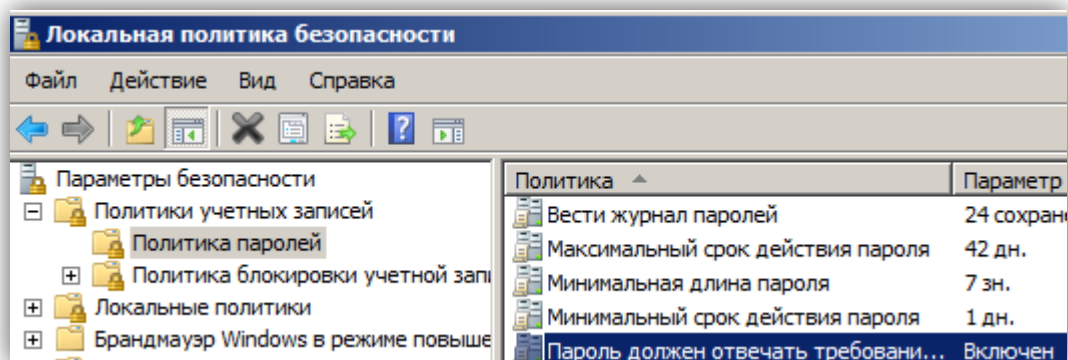 Локальная политика безопасности
Файл Действие Вид Справка
Параметры безопасности
Политики учетных записей
Политика паролей
Политика блокировки учетной запи
Локальные политики
Брандмауэр Windows в режиме повыше
Политика Параметр
Вести журнал паролей 24 сохран
Максимальный срок действия пароля 42 дн.
Минимальная длина пароля 7 зн.
Минимальный срок действия пароля 1 дн.
Пароль должен отвечать требовани... Включен